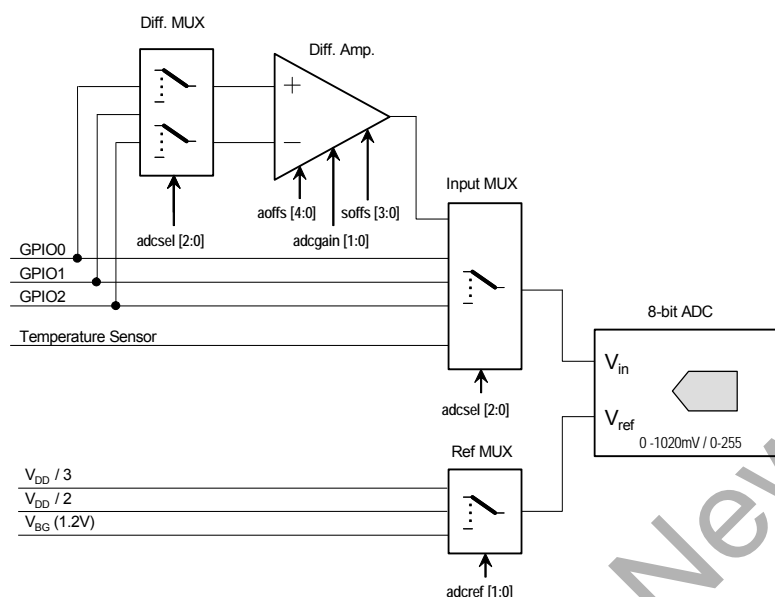 Diff. MUX
Diff. Amp.
+
–
aoffs [4:0]
soffs [3:0]
adcgain [1:0]
adcsel [2:0]
Input MUX
GPIO0
GPIO1
GPIO2
Temperature Sensor
adcsel [2:0]
8-bit ADC
Vin
Vref
0 -1020mV / 0-255
Ref MUX
VDD / 3
VDD / 2
VBG (1.2V)
adcref [1:0]
New